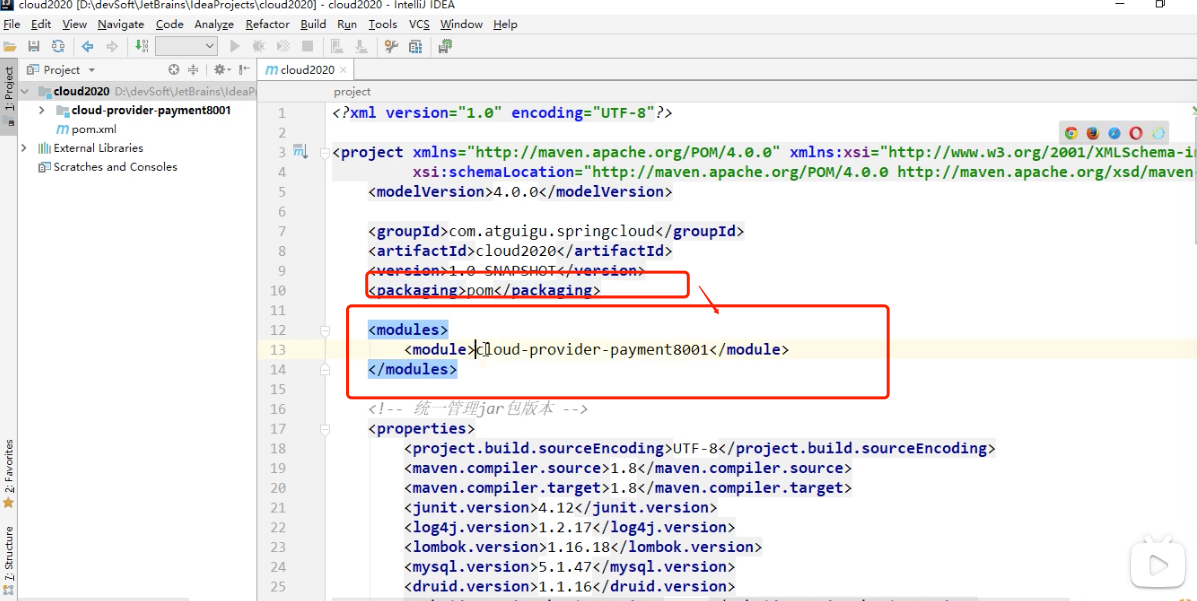 cloud2020 [D:\devSoft\JetBrains\IdeaProjects\cloud2020] - cloud2020 - IntelliJ IDEA
File Edit View Navigate Code Analyze Refactor Build Run Tools VCS Window Help
Project
cloud2020
1: Project
cloud2020 D:\devSoft\JetBrains\IdeaP
cloud-provider-payment8001
pom.xml
External Libraries
Scratches and Consoles
2: Favorites
7: Structure
project
1 <?xml version="1.0" encoding="UTF-8"?>
2
3 <project xmlns="http://maven.apache.org/POM/4.0.0" xmlns:xsi="http://www.w3.org/2001/XMLSchema-in
4 xsi:schemaLocation="http://maven.apache.org/POM/4.0.0 http://maven.apache.org/xsd/maven-
5 <modelVersion>4.0.0</modelVersion>
6
7 <groupId>com.atguigu.springcloud</groupId>
8 <artifactId>cloud2020</artifactId>
9 <version>1.0-SNAPSHOT</version>
10 <packaging>pom</packaging>
11
12 <modules>
13 <module>cloud-provider-payment8001</module>
14 </modules>
15
16 <!-- 统一管理jar包版本 -->
17 <properties>
18 <project.build.sourceEncoding>UTF-8</project.build.sourceEncoding>
19 <maven.compiler.source>1.8</maven.compiler.source>
20 <maven.compiler.target>1.8</maven.compiler.target>
21 <junit.version>4.12</junit.version>
22 <log4j.version>1.2.17</log4j.version>
23 <lombok.version>1.16.18</lombok.version>
24 <mysql.version>5.1.47</mysql.version>
25 <druid.version>1.1.16</druid.version>